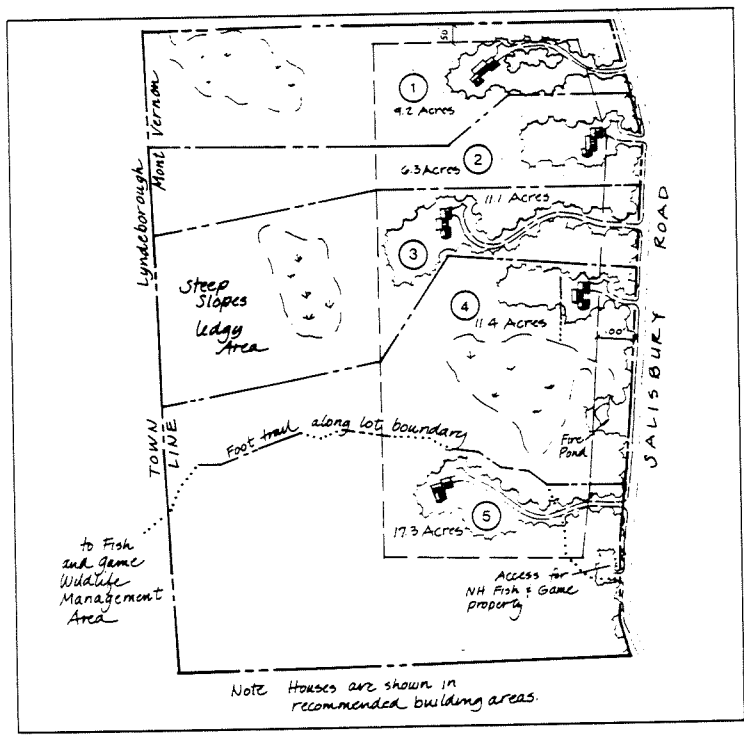 50
1
9.2 Acres
Lyndeborough
Mont Vernon
2
6.3 Acres
11.1 Acres
3
Steep
Slopes
Ledgy
Area
4
11.4 Acres
100'
SALISBURY ROAD
TOWN
LINE
Foot trail along lot boundary
Fire
Pond
5
17.3 Acres
to Fish
and game
Wildlife
Management
Area
Access for
NH Fish & Game
property
Note Houses are shown in
recommended building areas.